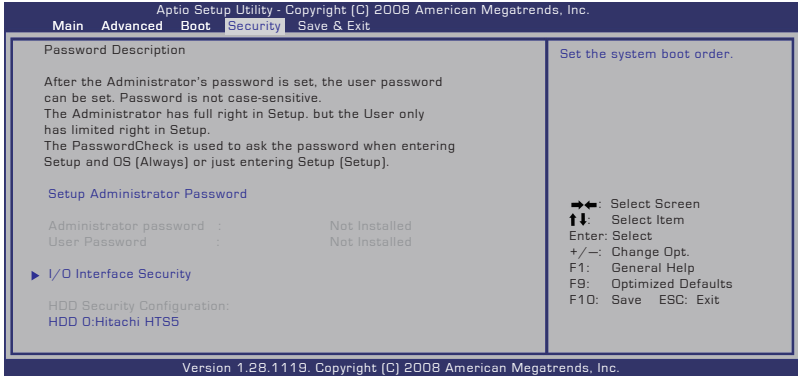 Aptio Setup Utility - Copyright (C) 2008 American Megatrends, Inc.
Main Advanced Boot Security Save & Exit
Password Description
After the Administrator's password is set, the user password
can be set. Password is not case-sensitive.
The Administrator has full right in Setup. but the User only
has limited right in Setup.
The PasswordCheck is used to ask the password when entering
Setup and OS (Always) or just entering Setup (Setup).
Setup Administrator Password
Administrator password : Not Installed
User Password : Not Installed
I/O Interface Security
HDD Security Configuration:
HDD 0:Hitachi HTS5
Set the system boot order.
→←: Select Screen
↑↓: Select Item
Enter: Select
+/—: Change Opt.
F1: General Help
F9: Optimized Defaults
F10: Save ESC: Exit
Version 1.28.1119. Copyright (C) 2008 American Megatrends, Inc.